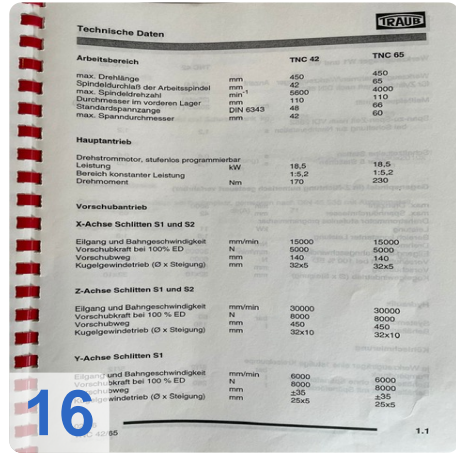 TRAUB
Technische Daten
Arbeitsbereich TNC 42 TNC 65
max. Drehlänge mm 450 450
Spindeldurchlaß der Arbeitsspindel mm 42 65
max. Spindeldrehzahl min⁻¹ 5600 4000
Durchmesser im vorderen Lager mm 110 110
Standardspannzange DIN 6343 48 66
max. Spanndurchmesser mm 42 60
Hauptantrieb
Drehstrommotor, stufenlos programmierbar
Leistung kW 18,5 18,5
Bereich konstanter Leistung 1:5,2 1:5,2
Drehmoment Nm 170 230
Vorschubantrieb
X-Achse Schlitten S1 und S2
Eilgang und Bahngeschwindigkeit mm/min 15000 15000
Vorschubkraft bei 100% ED N 5000 5000
Vorschubweg mm 140 140
Kugelgewindetrieb (Ø x Steigung) mm 32x5 32x5
Z-Achse Schlitten S1 und S2
Eilgang und Bahngeschwindigkeit mm/min 30000 30000
Vorschubkraft bei 100 % ED N 8000 8000
Vorschubweg mm 450 450
Kugelgewindetrieb (Ø x Steigung) mm 32x10 32x10
Y-Achse Schlitten S1
Eilgang und Bahngeschwindigkeit mm/min 6000 6000
Vorschubkraft bei 100 % ED N 8000 8000
Vorschubweg mm ±35 ±35
Kugelgewindetrieb (Ø x Steigung) mm 25x5 25x5
16
TNC 42/65 1.1